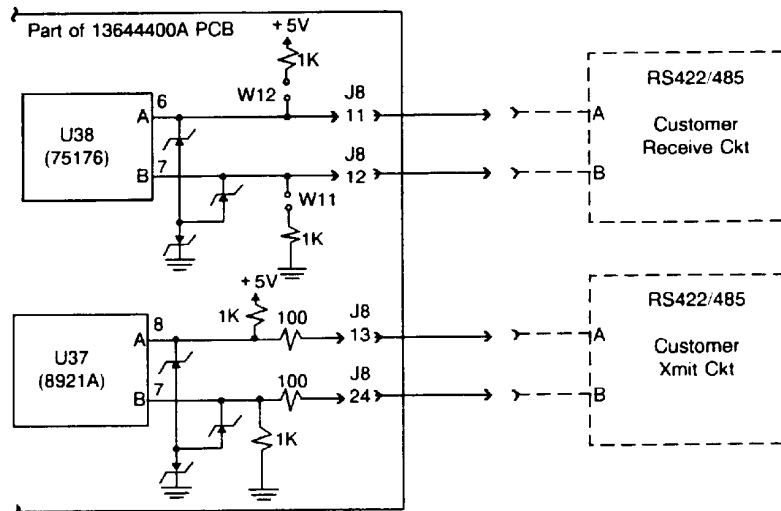 Part of 13644400A PCB
+5V
1K
W12
J8
11
RS422/485
A
Customer
Receive Ckt
B
6
A
U38
(75176)
7
B
J8
12
W11
1K
+5V
1K
100
J8
13
RS422/485
A
Customer
Xmit Ckt
B
8
A
U37
(8921A)
7
B
100
J8
24
1K